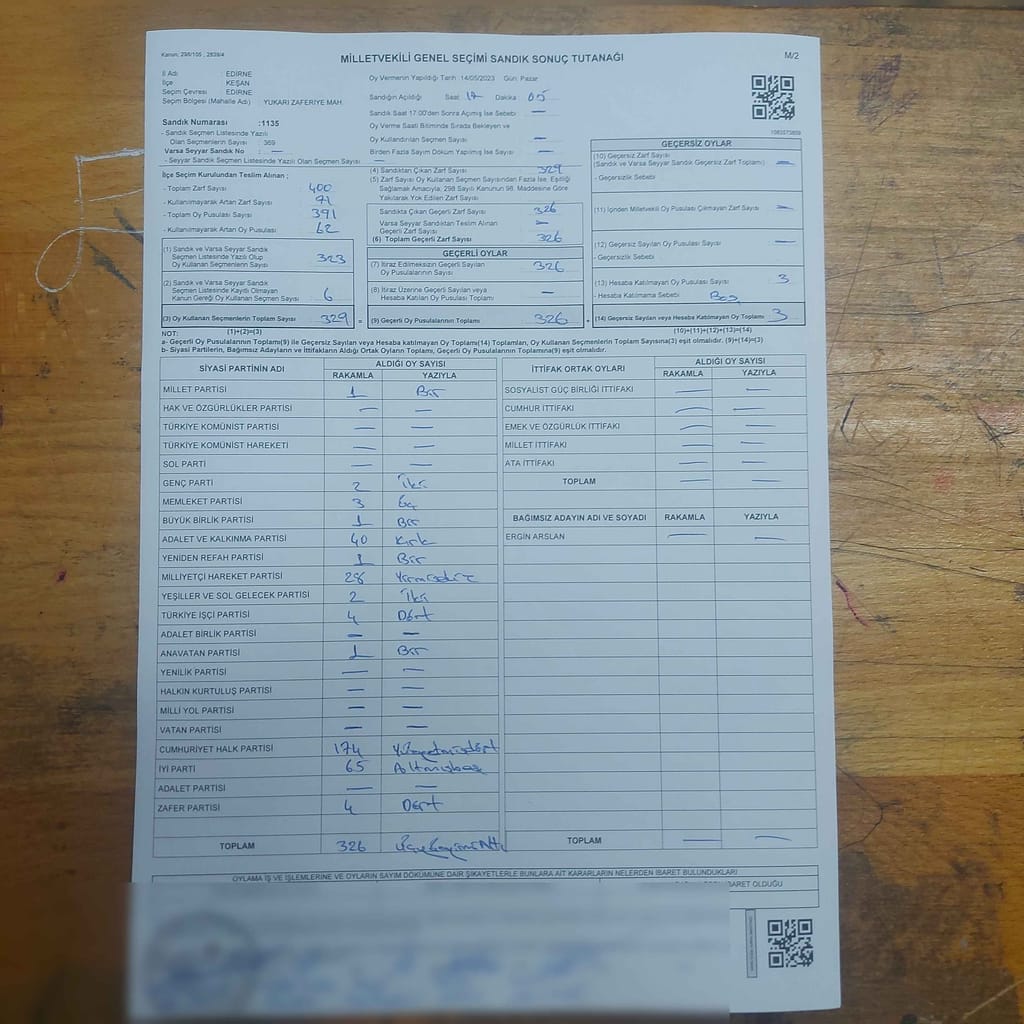 Kanun; 298/105 , 2839/4
MİLLETVEKİLİ GENEL SEÇİMİ SANDIK SONUÇ TUTANAĞI
M/2
İl Adı : EDİRNE
İlçe : KEŞAN
Seçim Çevresi : EDİRNE
Seçim Bölgesi (Mahalle Adı) YUKARI ZAFERİYE MAH.
Sandık Numarası :1135
- Sandık Seçmen Listesinde Yazılı
Olan Seçmenlerin Sayısı : 369
Varsa Seyyar Sandık No : —
- Seyyar Sandık Seçmen Listesinde Yazılı Olan Seçmen Sayısı —
İlçe Seçim Kurulundan Teslim Alınan ;
- Toplam Zarf Sayısı 400
- Kullanılmayarak Artan Zarf Sayısı 71
- Toplam Oy Pusulası Sayısı 391
- Kullanılmayarak Artan Oy Pusulası 62
(1) Sandık ve Varsa Seyyar Sandık
Seçmen Listesinde Yazılı Olup
Oy Kullanan Seçmenlerin Sayısı 323
(2) Sandık ve Varsa Seyyar Sandık
Seçmen Listesinde Kayıtlı Olmayan
Kanun Gereği Oy Kullanan Seçmen Sayısı 6
(3) Oy Kullanan Seçmenlerin Toplam Sayısı 329 =
Oy Vermenin Yapıldığı Tarih :14/05/2023 Gün: Pazar
Sandığın Açıldığı Saat 17 Dakika 05
Sandık Saat 17:00'den Sonra Açımış İse Sebebi —
Oy Verme Saati Bitiminde Sırada Bekleyen ve
Oy Kullandırılan Seçmen Sayısı —
Birden Fazla Sayım Döküm Yapılmış İse Sayısı —
(4) Sandıktan Çıkan Zarf Sayısı 329
(5) Zarf Sayısı Oy Kullanan Seçmen Sayısından Fazla İse, Eşitliği
Sağlamak Amacıyla, 298 Sayılı Kanunun 98. Maddesine Göre
Yakılarak Yok Edilen Zarf Sayısı
Sandıkta Çıkan Geçerli Zarf Sayısı 326
Varsa Seyyar Sandıktan Teslim Alınan
Geçerli Zarf Sayısı —
(6) Toplam Geçerli Zarf Sayısı 326
GEÇERLİ OYLAR
(7) İtiraz Edilmeksizin Geçerli Sayılan
Oy Pusulalarının Sayısı 326
(8) İtiraz Üzerine Geçerli Sayılan veya
Hesaba Katılan Oy Pusulası Toplamı —
(9) Geçerli Oy Pusulalarının Toplamı 326 +
1083573809
GEÇERSİZ OYLAR
(10) Geçersiz Zarf Sayısı
(Sandık ve Varsa Seyyar Sandık Geçersiz Zarf Toplamı) —
- Geçersizlik Sebebi
(11) İçinden Milletvekili Oy Pusulası Çıkmayan Zarf Sayısı —
(12) Geçersiz Sayılan Oy Pusulası Sayısı —
- Geçersizlik Sebebi
(13) Hesaba Katılmayan Oy Pusulası Sayısı 3
- Hesaba Katılmama Sebebi Boş
(14) Geçersiz Sayılan veya Hesaba Katılmayan Oy Toplamı 3
NOT: (1)+(2)=(3) (10)+(11)+(12)+(13)=(14)
a- Geçerli Oy Pusulalarının Toplamı(9) ile Geçersiz Sayılan veya Hesaba katılmayan Oy Toplamı(14) Toplamları, Oy Kullanan Seçmenlerin Toplam Sayısına(3) eşit olmalıdır. (9)+(14)=(3)
b- Siyasi Partilerin, Bağımsız Adayların ve İttifakların Aldığı Ortak Oyların Toplamı, Geçerli Oy Pusulalarının Toplamına(9) eşit olmalıdır.
SİYASİ PARTİNİN ADI ALDIĞI OY SAYISI
RAKAMLA YAZIYLA
MİLLET PARTİSİ 1 Bir
HAK VE ÖZGÜRLÜKLER PARTİSİ — —
TÜRKİYE KOMÜNİST PARTİSİ — —
TÜRKİYE KOMÜNİST HAREKETİ — —
SOL PARTİ — —
GENÇ PARTİ 2 İki
MEMLEKET PARTİSİ 3 Üç
BÜYÜK BİRLİK PARTİSİ 1 Bir
ADALET VE KALKINMA PARTİSİ 40 Kırk
YENİDEN REFAH PARTİSİ 1 Bir
MİLLİYETÇİ HAREKET PARTİSİ 28 Yirmisekiz
YEŞİLLER VE SOL GELECEK PARTİSİ 2 İki
TÜRKİYE İŞÇİ PARTİSİ 4 Dört
ADALET BİRLİK PARTİSİ — —
ANAVATAN PARTİSİ 1 Bir
YENİLİK PARTİSİ — —
HALKIN KURTULUŞ PARTİSİ — —
MİLLİ YOL PARTİSİ — —
VATAN PARTİSİ — —
CUMHURİYET HALK PARTİSİ 174 Yüzyetmişdört
İYİ PARTİ 65 Altmışbeş
ADALET PARTİSİ — —
ZAFER PARTİSİ 4 Dört
TOPLAM 326 Üçyüzyirmi Altı
İTTİFAK ORTAK OYLARI ALDIĞI OY SAYISI
RAKAMLA YAZIYLA
SOSYALİST GÜÇ BİRLİĞİ İTTİFAKI — —
CUMHUR İTTİFAKI — —
EMEK VE ÖZGÜRLÜK İTTİFAKI — —
MİLLET İTTİFAKI — —
ATA İTTİFAKI — —
TOPLAM — —
BAĞIMSIZ ADAYIN ADI VE SOYADI RAKAMLA YAZIYLA
ERGİN ARSLAN — —
TOPLAM — —
OYLAMA İŞ VE İŞLEMLERİNE VE OYLARIN SAYIM DÖKÜMÜNE DAİR ŞİKAYETLERLE BUNLARA AİT KARARLARIN NELERDEN İBARET BULUNDUKLARI
İBARET OLDUĞU